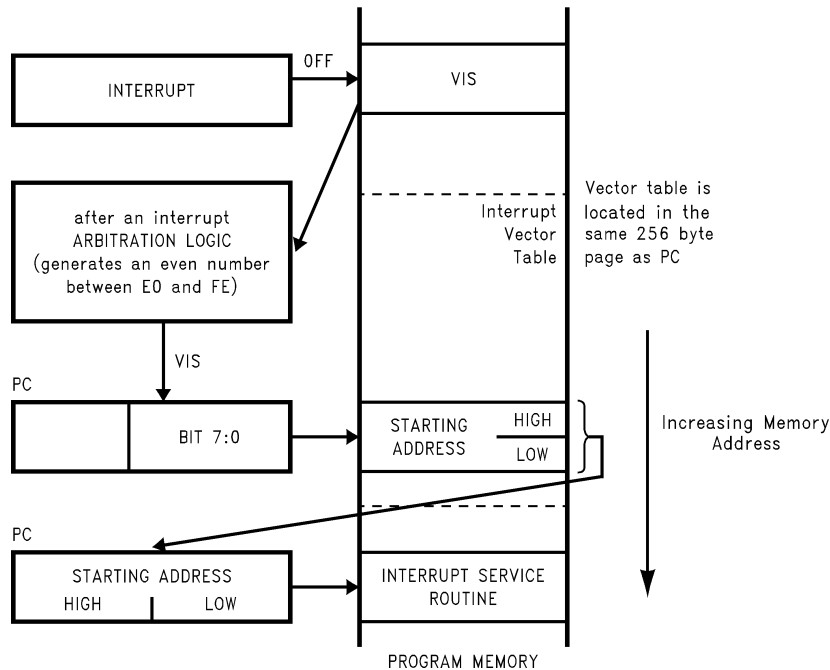 OFF
INTERRUPT
VIS
after an interrupt
ARBITRATION LOGIC
(generates an even number
between E0 and FE)
Interrupt
Vector
Table
Vector table is
located in the
same 256 byte
page as PC
VIS
PC
BIT 7:0
STARTING
ADDRESS
HIGH
LOW
Increasing Memory
Address
PC
STARTING ADDRESS
HIGH
LOW
INTERRUPT SERVICE
ROUTINE
PROGRAM MEMORY